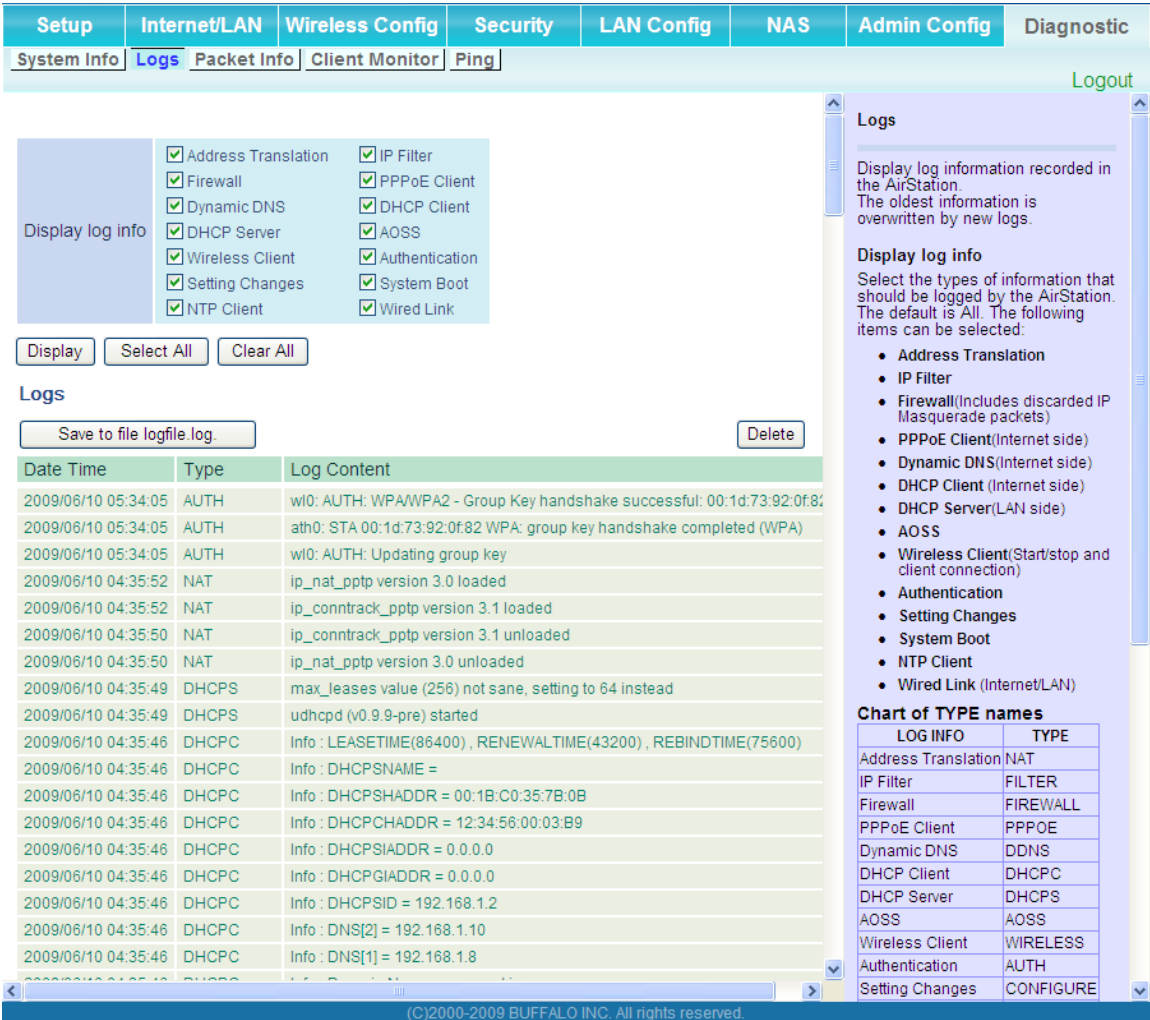 Setup Internet/LAN Wireless Config Security LAN Config NAS Admin Config Diagnostic
System Info Logs Packet Info Client Monitor Ping
Logout
Display log info
Address Translation IP Filter
Firewall PPPoE Client
Dynamic DNS DHCP Client
DHCP Server AOSS
Wireless Client Authentication
Setting Changes System Boot
NTP Client Wired Link
Display Select All Clear All
Logs
Save to file logfile.log. Delete
Date Time Type Log Content
2009/06/10 05:34:05 AUTH wl0: AUTH: WPA/WPA2 - Group Key handshake successful: 00:1d:73:92:0f:82
2009/06/10 05:34:05 AUTH ath0: STA 00:1d:73:92:0f:82 WPA: group key handshake completed (WPA)
2009/06/10 05:34:05 AUTH wl0: AUTH: Updating group key
2009/06/10 04:35:52 NAT ip_nat_pptp version 3.0 loaded
2009/06/10 04:35:52 NAT ip_conntrack_pptp version 3.1 loaded
2009/06/10 04:35:50 NAT ip_conntrack_pptp version 3.1 unloaded
2009/06/10 04:35:50 NAT ip_nat_pptp version 3.0 unloaded
2009/06/10 04:35:49 DHCPS max_leases value (256) not sane, setting to 64 instead
2009/06/10 04:35:49 DHCPS udhcpd (v0.9.9-pre) started
2009/06/10 04:35:46 DHCPC Info : LEASETIME(86400) , RENEWALTIME(43200) , REBINDTIME(75600)
2009/06/10 04:35:46 DHCPC Info : DHCPSNAME =
2009/06/10 04:35:46 DHCPC Info : DHCPSHADDR = 00:1B:C0:35:7B:0B
2009/06/10 04:35:46 DHCPC Info : DHCPCHADDR = 12:34:56:00:03:B9
2009/06/10 04:35:46 DHCPC Info : DHCPSIADDR = 0.0.0.0
2009/06/10 04:35:46 DHCPC Info : DHCPGIADDR = 0.0.0.0
2009/06/10 04:35:46 DHCPC Info : DHCPSID = 192.168.1.2
2009/06/10 04:35:46 DHCPC Info : DNS[2] = 192.168.1.10
2009/06/10 04:35:46 DHCPC Info : DNS[1] = 192.168.1.8
Logs
Display log information recorded in
the AirStation.
The oldest information is
overwritten by new logs.
Display log info
Select the types of information that
should be logged by the AirStation.
The default is All. The following
items can be selected:
• Address Translation
• IP Filter
• Firewall(Includes discarded IP
Masquerade packets)
• PPPoE Client(Internet side)
• Dynamic DNS(Internet side)
• DHCP Client (Internet side)
• DHCP Server(LAN side)
• AOSS
• Wireless Client(Start/stop and
client connection)
• Authentication
• Setting Changes
• System Boot
• NTP Client
• Wired Link (Internet/LAN)
Chart of TYPE names
LOG INFO TYPE
Address Translation NAT
IP Filter FILTER
Firewall FIREWALL
PPPoE Client PPPOE
Dynamic DNS DDNS
DHCP Client DHCPC
DHCP Server DHCPS
AOSS AOSS
Wireless Client WIRELESS
Authentication AUTH
Setting Changes CONFIGURE
(C)2000-2009 BUFFALO INC. All rights reserved.